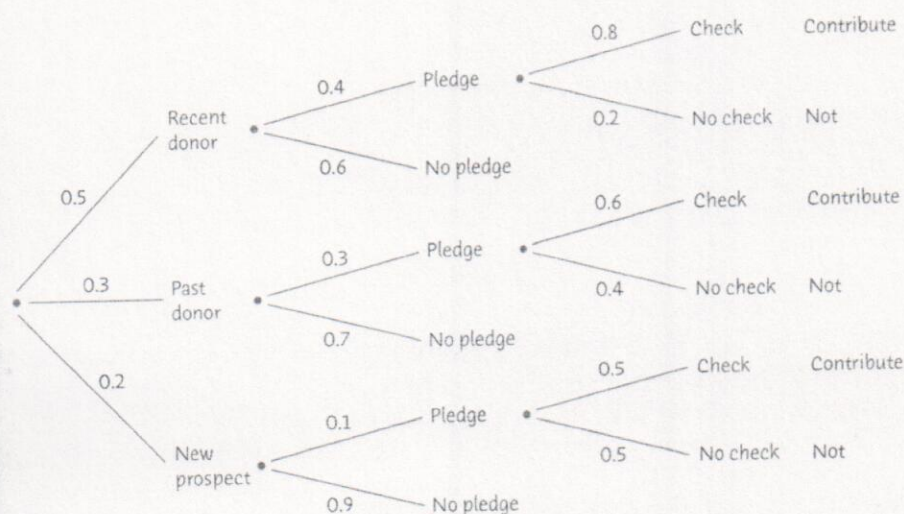 0.8 Check Contribute
0.4 Pledge
Recent donor
0.2 No check Not
0.6 No pledge
0.5
0.6 Check Contribute
0.3 Pledge
0.3 Past donor
0.4 No check Not
0.7 No pledge
0.2
0.5 Check Contribute
0.1 Pledge
New prospect
0.5 No check Not
0.9 No pledge